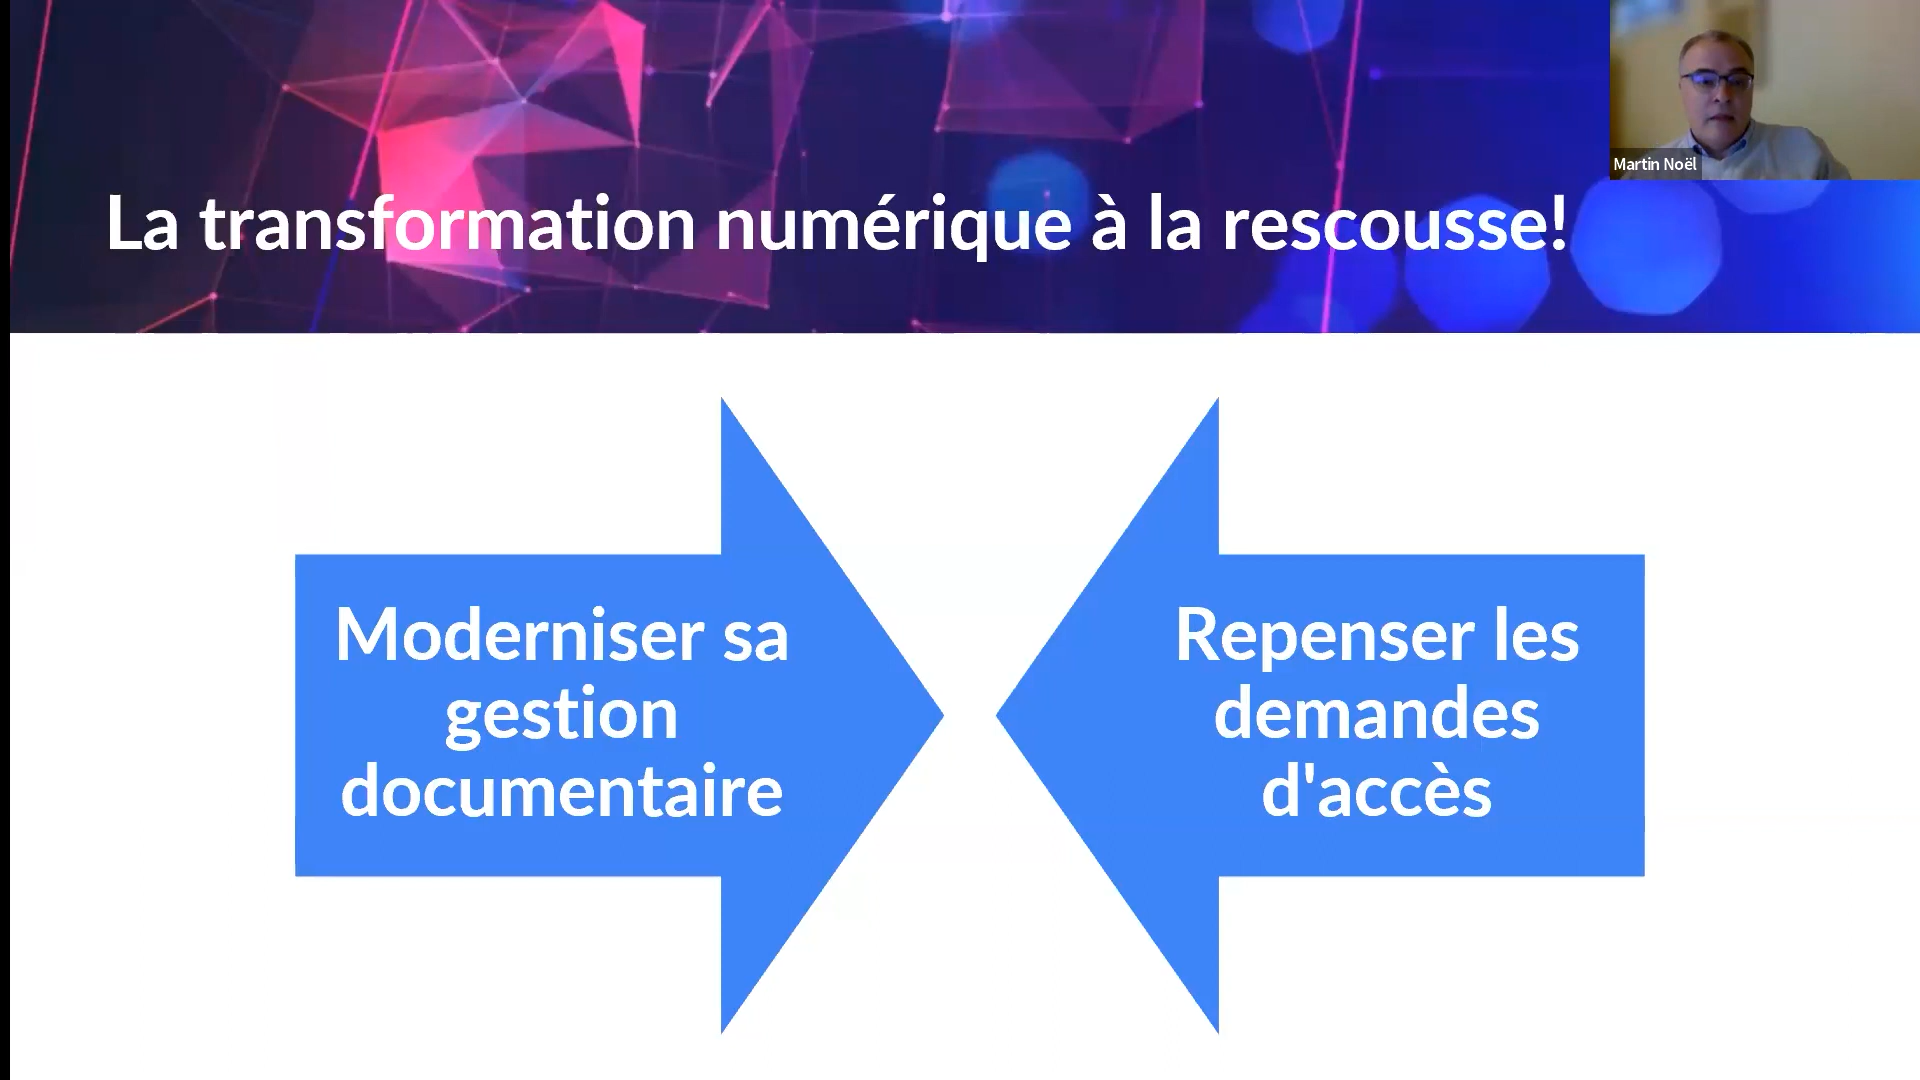 Martin Noël
La transformation numérique à la rescousse!
Moderniser sa
gestion
documentaire
Repenser les
demandes
d'accès